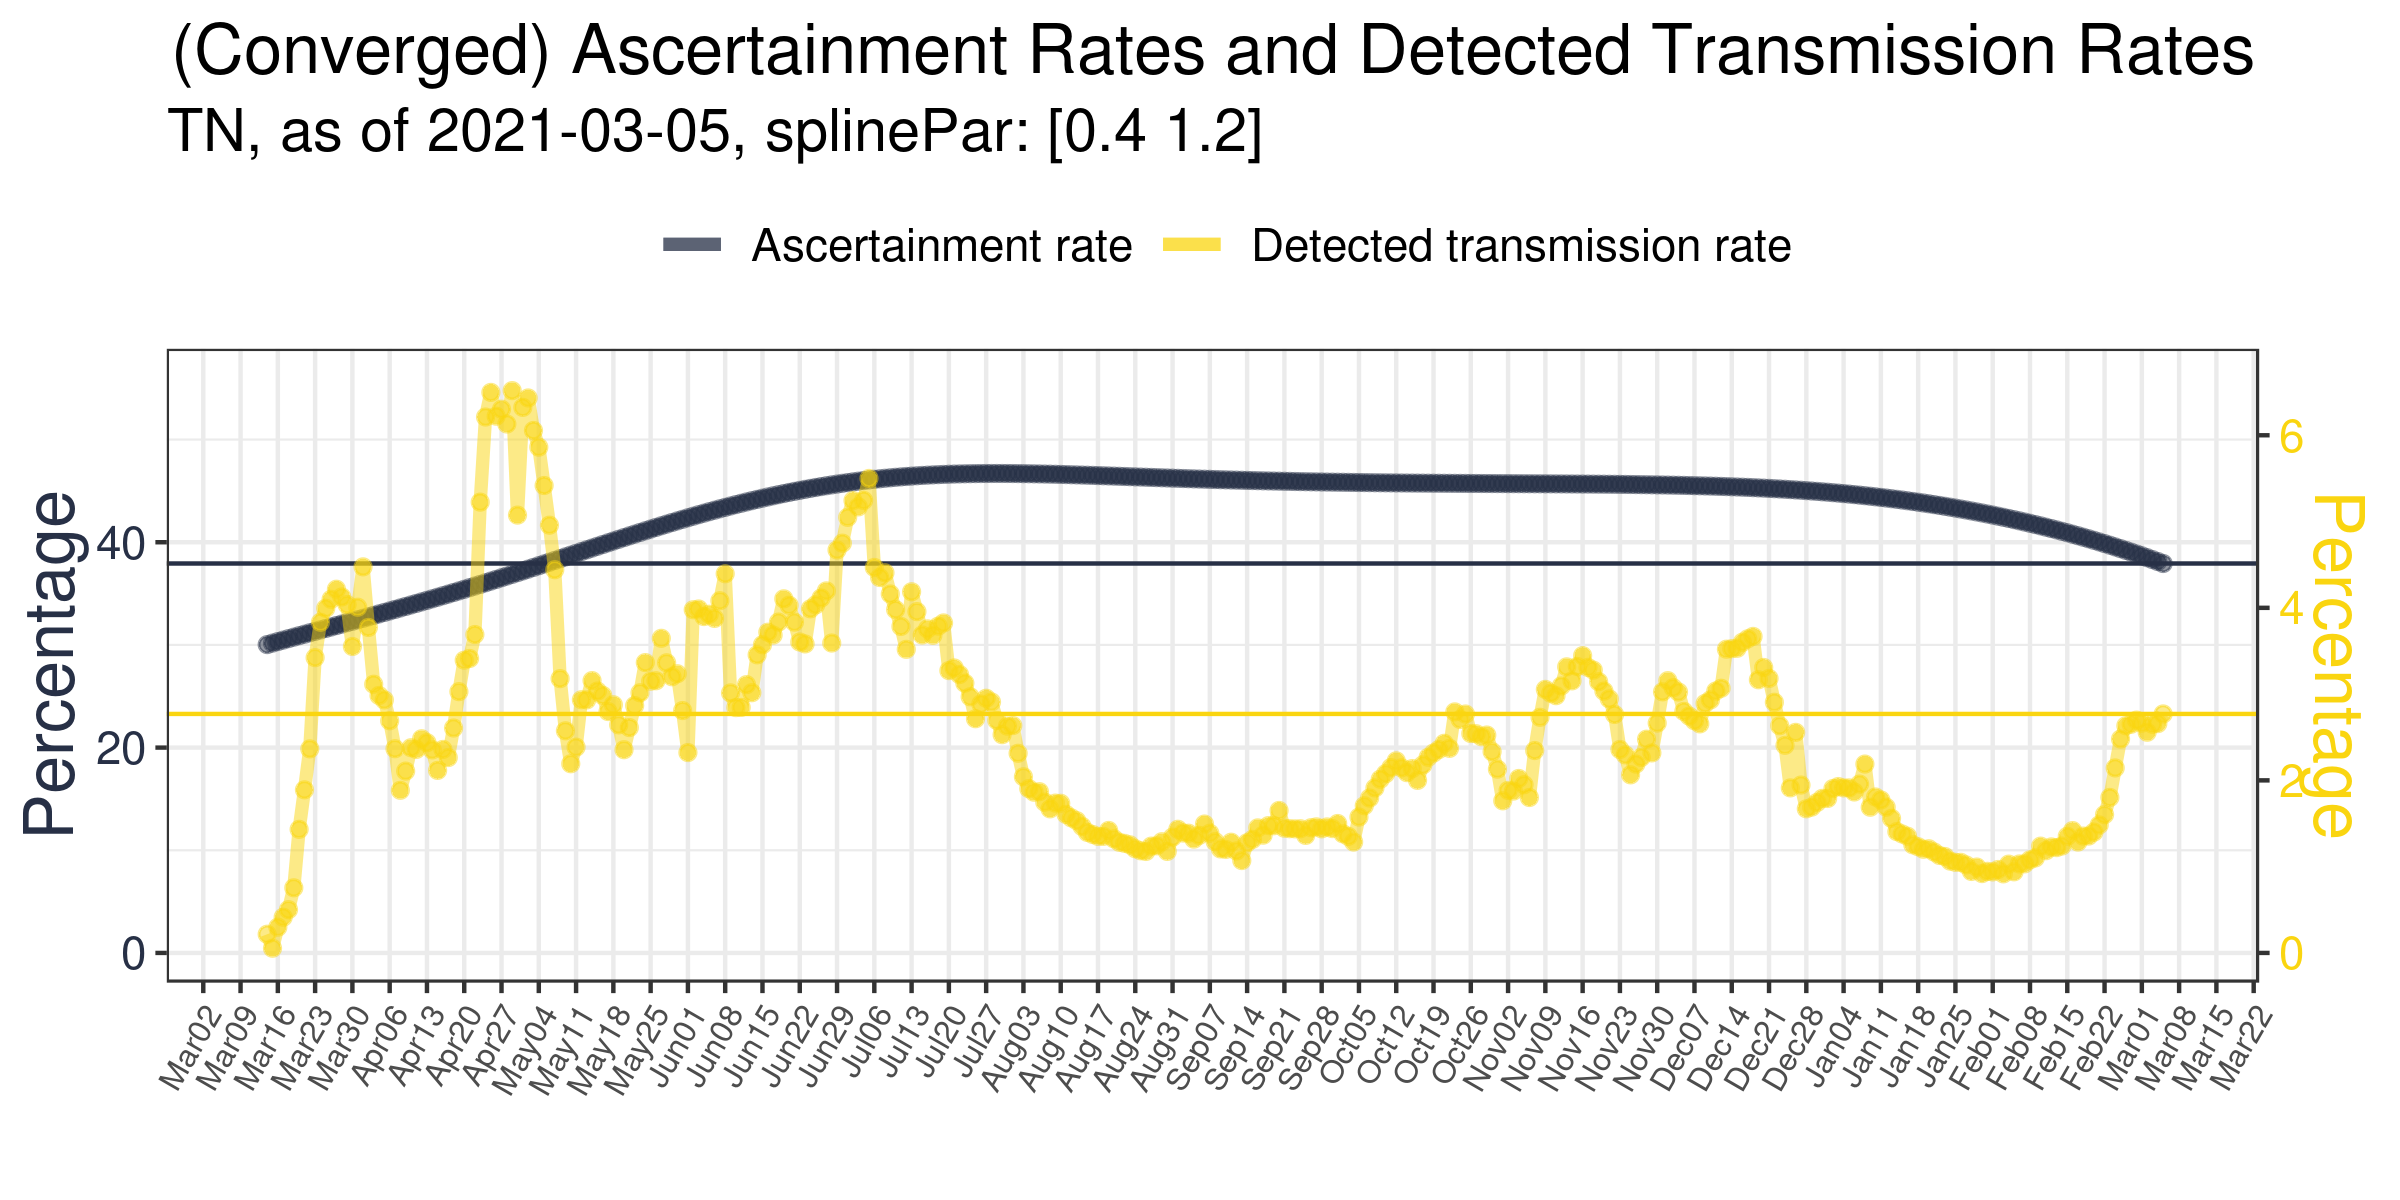 (Converged) Ascertainment Rates and Detected Transmission Rates
TN, as of 2021-03-05, splinePar: [0.4 1.2]
Ascertainment rate Detected transmission rate
Percentage
40
20
0
6
4
2
0
Percentage
Mar02 Mar09 Mar16 Mar23 Mar30 Apr06 Apr13 Apr20 Apr27 May04 May11 May18 May25 Jun01 Jun08 Jun15 Jun22 Jun29 Jul06 Jul13 Jul20 Jul27 Aug03 Aug10 Aug17 Aug24 Aug31 Sep07 Sep14 Sep21 Sep28 Oct05 Oct12 Oct19 Oct26 Nov02 Nov09 Nov16 Nov23 Nov30 Dec07 Dec14 Dec21 Dec28 Jan04 Jan11 Jan18 Jan25 Feb01 Feb08 Feb15 Feb22 Mar01 Mar08 Mar15 Mar22